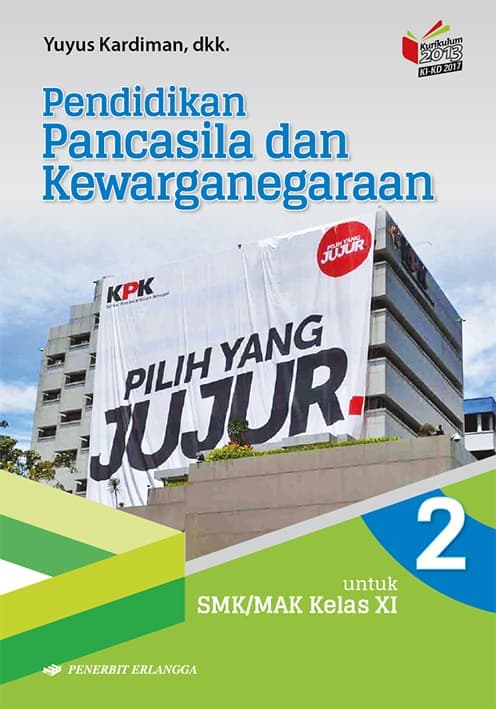 Yuyus Kardiman, dkk.
Kurikulum
2013
KI-KD 2017
Pendidikan
Pancasila dan
Kewarganegaraan
PILIH YANG
JUJUR
KPK
KPK
PILIH YANG
JUJUR.
2
untuk
SMK/MAK Kelas XI
PENERBIT ERLANGGA